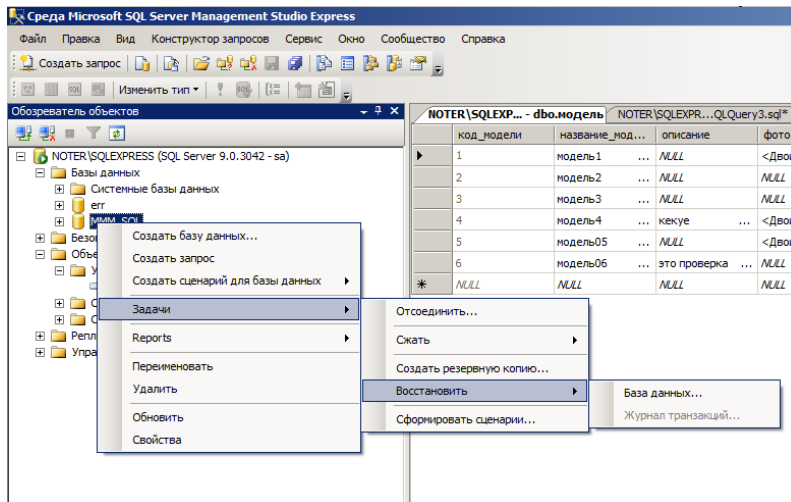 Среда Microsoft SQL Server Management Studio Express
Файл Правка Вид Конструктор запросов Сервис Окно Сообщество Справка
Создать запрос
Изменить тип
Обозреватель объектов
NOTER\SQLEXPRESS (SQL Server 9.0.3042 - sa)
Базы данных
Системные базы данных
err
MMM_SQL
Безо
Объе
У
С
С
Репл
Упра
Создать базу данных...
Создать запрос
Создать сценарий для базы данных
Задачи
Reports
Переименовать
Удалить
Обновить
Свойства
Отсоединить...
Сжать
Создать резервную копию...
Восстановить
Сформировать сценарии...
База данных...
Журнал транзакций...
NOTER\SQLEXP... - dbo.модель NOTER\SQLEXPR...QLQuery3.sql*
код_модели название_мод... описание фото
1 модель1 ... NULL <Двои
2 модель2 ... NULL NULL
3 модель3 ... NULL NULL
4 модель4 ... кекуе ... <Двои
5 модель05 ... NULL <Двои
6 модель06 ... это проверка ... NULL
NULL NULL NULL NULL